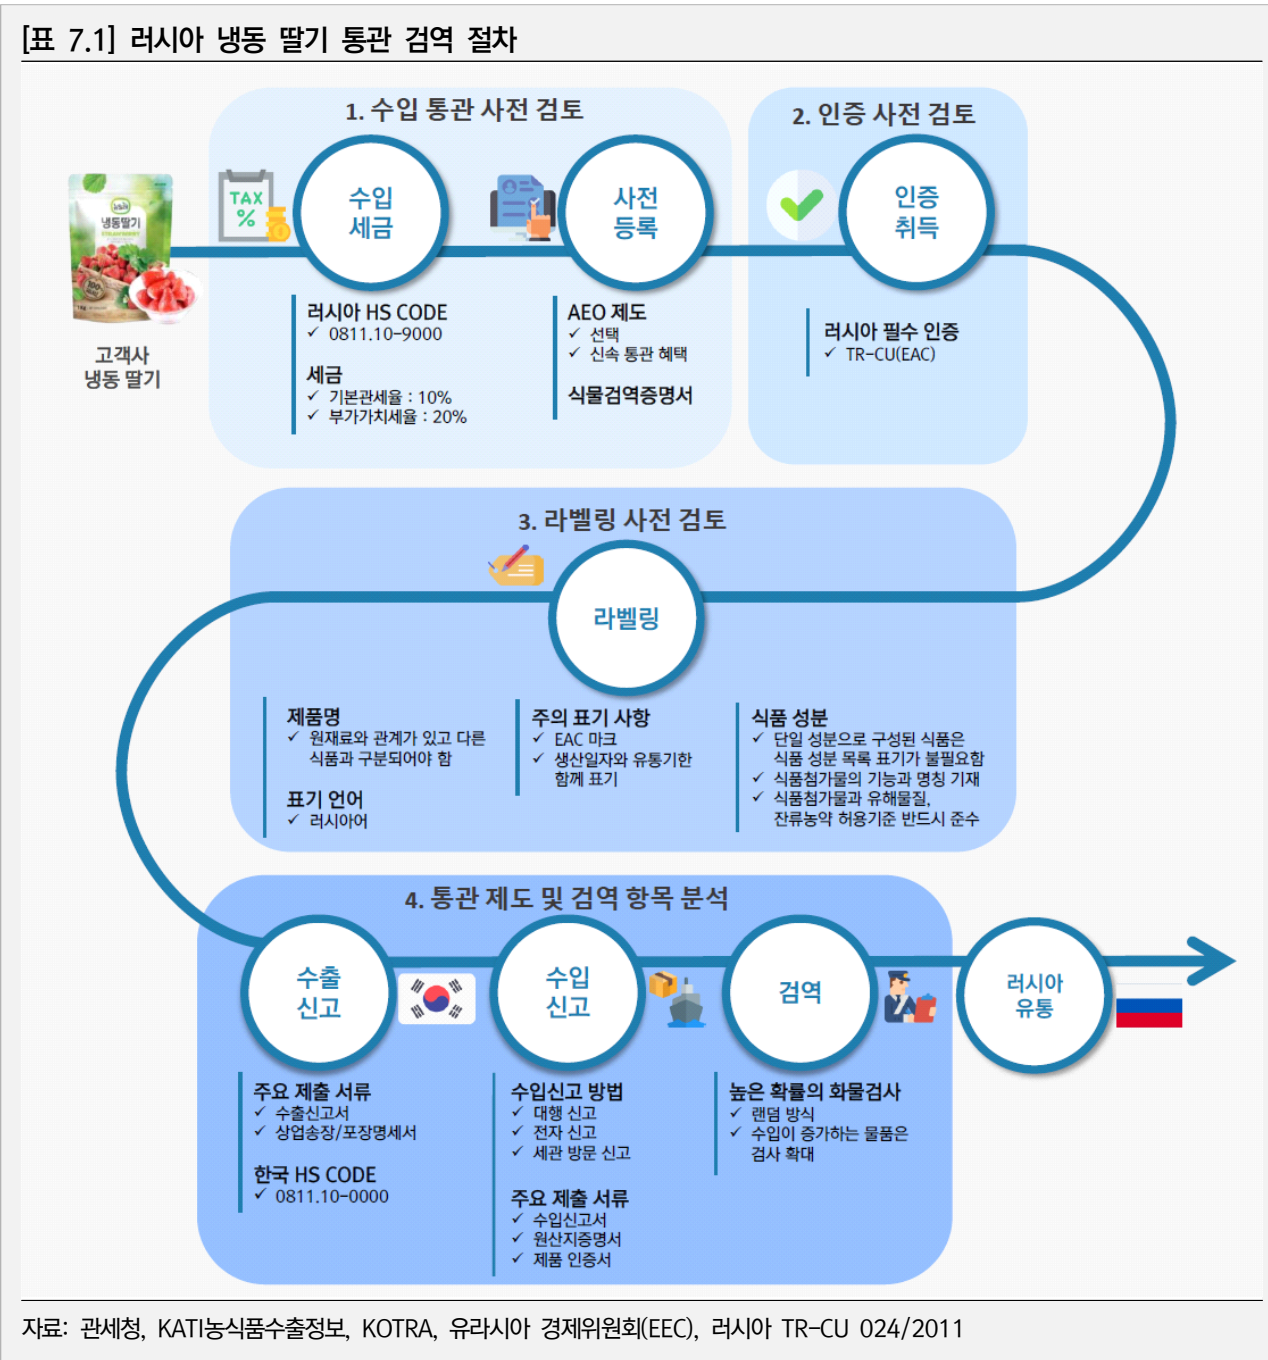 [표 7.1] 러시아 냉동 딸기 통관 검역 절차
1. 수입 통관 사전 검토
2. 인증 사전 검토
TAX
%
수입
세금
사전
등록
인증
취득
냉동딸기
고객사
냉동 딸기
러시아 HS CODE
✓ 0811.10-9000
세금
✓ 기본관세율 : 10%
✓ 부가가치세율 : 20%
AEO 제도
✓ 선택
✓ 신속 통관 혜택
식물검역증명서
러시아 필수 인증
✓ TR-CU(EAC)
3. 라벨링 사전 검토
라벨링
제품명
✓ 원재료와 관계가 있고 다른
식품과 구분되어야 함
표기 언어
✓ 러시아어
주의 표기 사항
✓ EAC 마크
✓ 생산일자와 유통기한
함께 표기
식품 성분
✓ 단일 성분으로 구성된 식품은
식품 성분 목록 표기가 불필요함
✓ 식품첨가물의 기능과 명칭 기재
✓ 식품첨가물과 유해물질,
잔류농약 허용기준 반드시 준수
4. 통관 제도 및 검역 항목 분석
수출
신고
수입
신고
검역
러시아
유통
주요 제출 서류
✓ 수출신고서
✓ 상업송장/포장명세서
한국 HS CODE
✓ 0811.10-0000
수입신고 방법
✓ 대행 신고
✓ 전자 신고
✓ 세관 방문 신고
주요 제출 서류
✓ 수입신고서
✓ 원산지증명서
✓ 제품 인증서
높은 확률의 화물검사
✓ 랜덤 방식
✓ 수입이 증가하는 물품은
검사 확대
자료: 관세청, KATI농식품수출정보, KOTRA, 유라시아 경제위원회(EEC), 러시아 TR-CU 024/2011